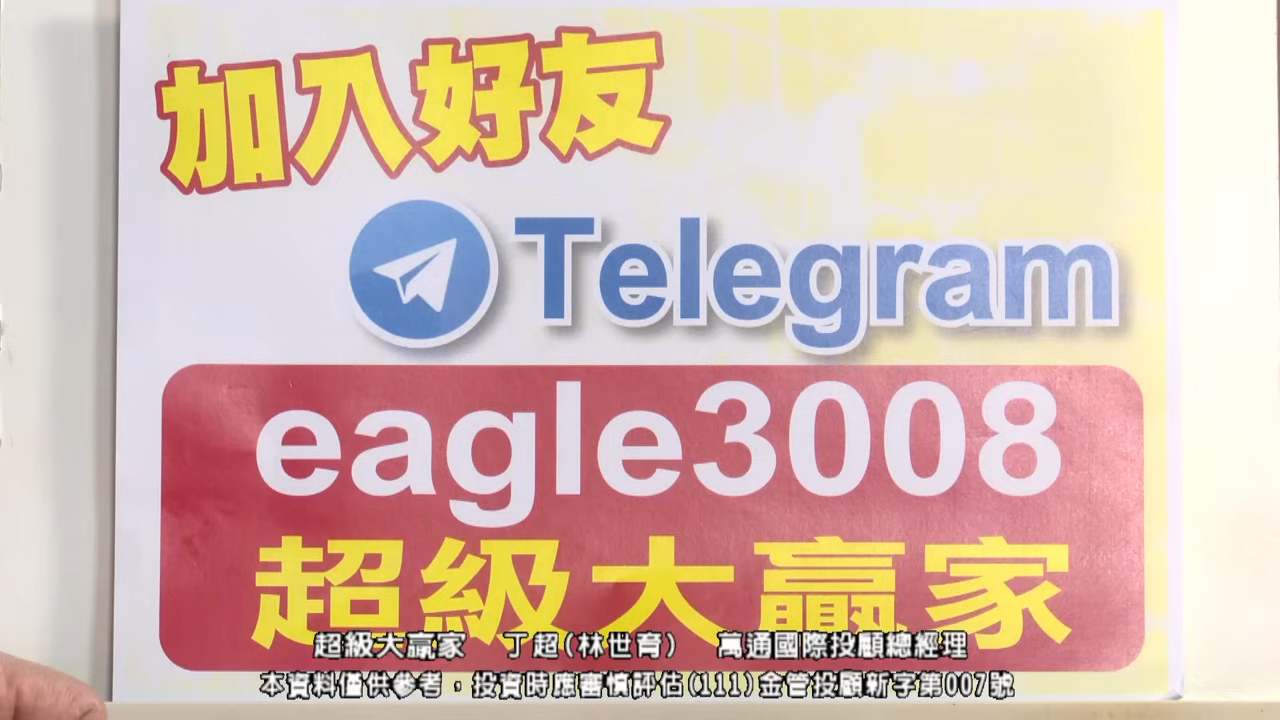 加入好友
Telegram
eagle3008
超級大贏家
超級大贏家 丁超(林世育) 萬通國際投顧總經理
本資料僅供參考，投資時應審慎評估(111)金管投顧新字第007號